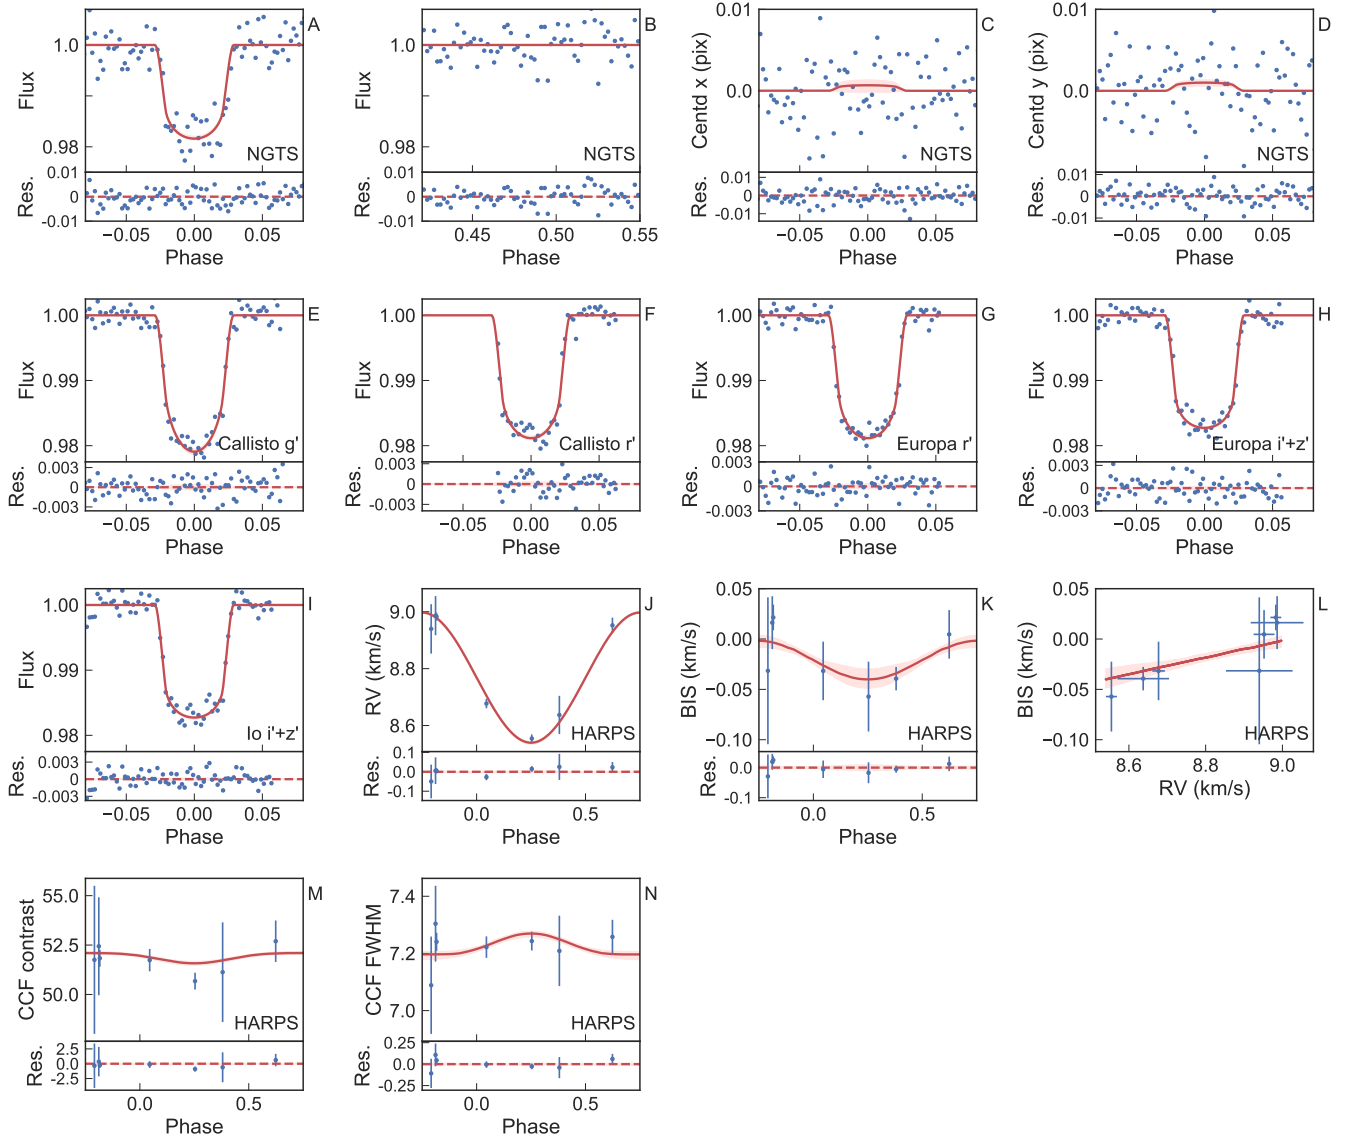 A
1.0
Flux
0.98
NGTS
0.01
Res.
0.0
-0.01
−0.05
0.00
0.05
Phase
B
1.0
Flux
0.98
NGTS
0.01
Res.
0.0
-0.01
0.45
0.50
0.55
Phase
C
0.01
Centd x (pix)
0.0
NGTS
0.01
Res.
0.0
-0.01
−0.05
0.00
0.05
Phase
D
0.01
Centd y (pix)
0.0
NGTS
0.01
Res.
0.0
-0.01
−0.05
0.00
0.05
Phase
E
1.00
Flux
0.99
0.98
Callisto g'
0.003
Res.
0
-0.003
−0.05
0.00
0.05
Phase
F
1.00
Flux
0.99
0.98
Callisto r'
0.003
Res.
0.0
-0.003
−0.05
0.00
0.05
Phase
G
1.00
Flux
0.99
0.98
Europa r'
0.003
Res.
0
-0.003
−0.05
0.00
0.05
Phase
H
1.00
Flux
0.99
0.98
Europa i'+z'
0.003
Res.
0.0
0.003
−0.05
0.00
0.05
Phase
I
1.00
Flux
0.99
0.98
Io i'+z'
0.003
Res.
0.0
-0.003
−0.05
0.00
0.05
Phase
J
9.0
RV (km/s)
8.8
8.6
HARPS
0.1
Res.
0.0
-0.1
0.0
0.5
Phase
K
0.05
BIS (km/s)
0.00
−0.05
−0.10
HARPS
Res.
0.0
-0.1
0.0
0.5
Phase
L
0.05
BIS (km/s)
0.00
−0.05
−0.10
HARPS
8.6
8.8
9.0
RV (km/s)
M
55.0
CCF contrast
52.5
50.0
HARPS
2.5
Res.
0.0
-2.5
0.0
0.5
Phase
N
7.4
CCF FWHM
7.2
7.0
HARPS
0.25
Res.
0.00
-0.25
0.0
0.5
Phase